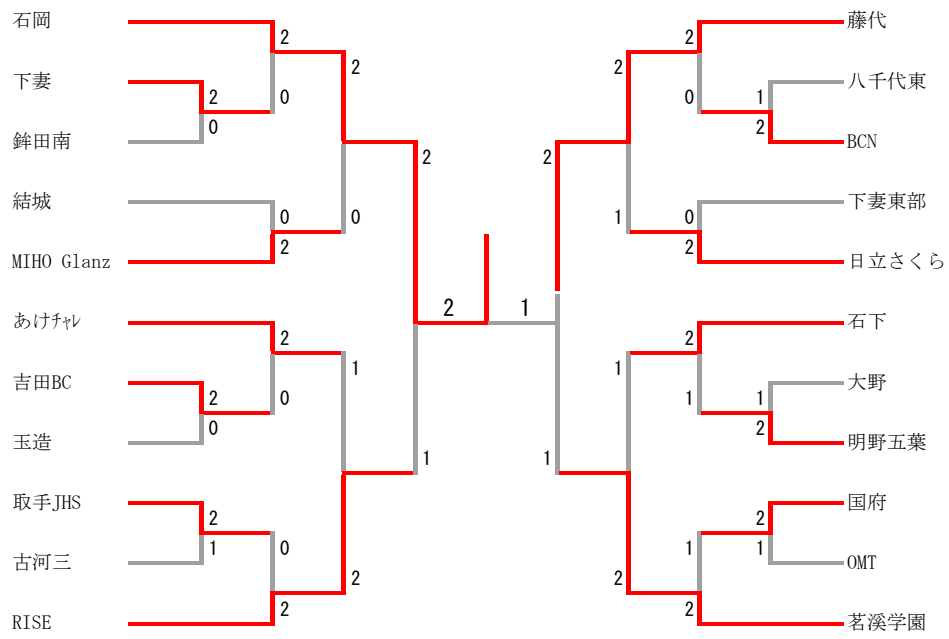 石岡
2
0
下妻
2
0
鉾田南
2
0
結城
0
2
MIHO Glanz
2
あけチャレ
2
0
吉田BC
2
0
玉造
1
2
取手JHS
2
1
古河三
0
2
RISE
1
2
1
藤代
2
0
八千代東
1
2
BCN
2
1
下妻東部
0
2
日立さくら
2
石下
2
1
大野
1
2
明野五葉
1
2
国府
2
1
OMT
1
2
茗溪学園
1